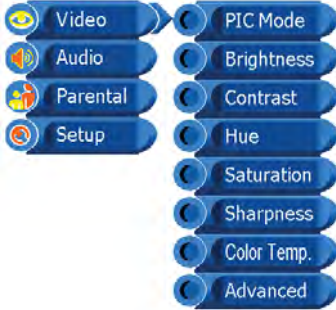 Video
Audio
Parental
Setup
PIC Mode
Brightness
Contrast
Hue
Saturation
Sharpness
Color Temp.
Advanced